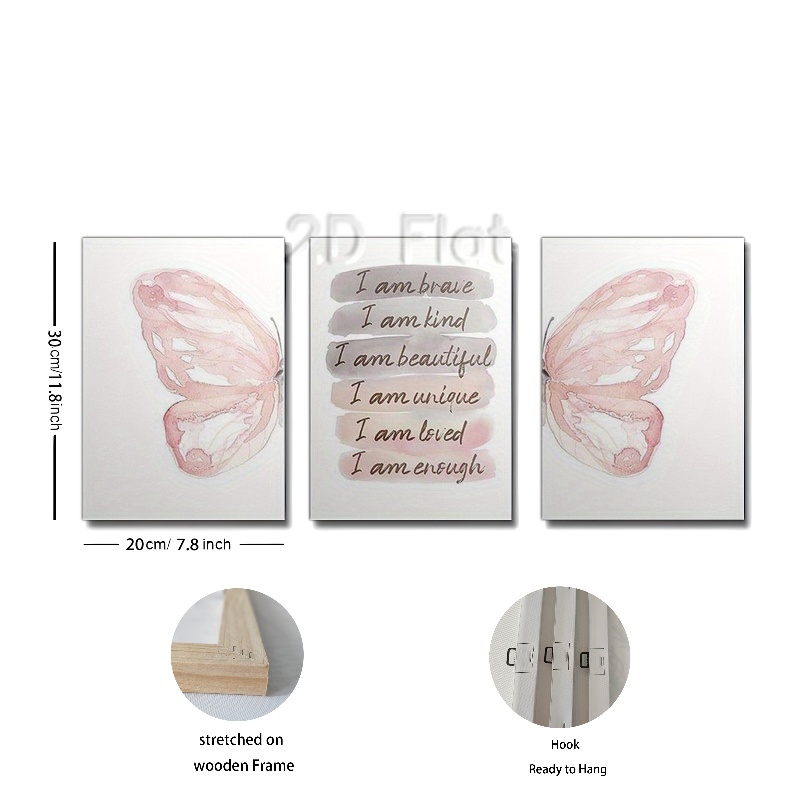 2D Flat
I am brave
I am kind
I am beautiful
I am unique
I am loved
I am enough
30cm/11.8inch
20cm/ 7.8 inch
stretched on
wooden Frame
Hook
Ready to Hang